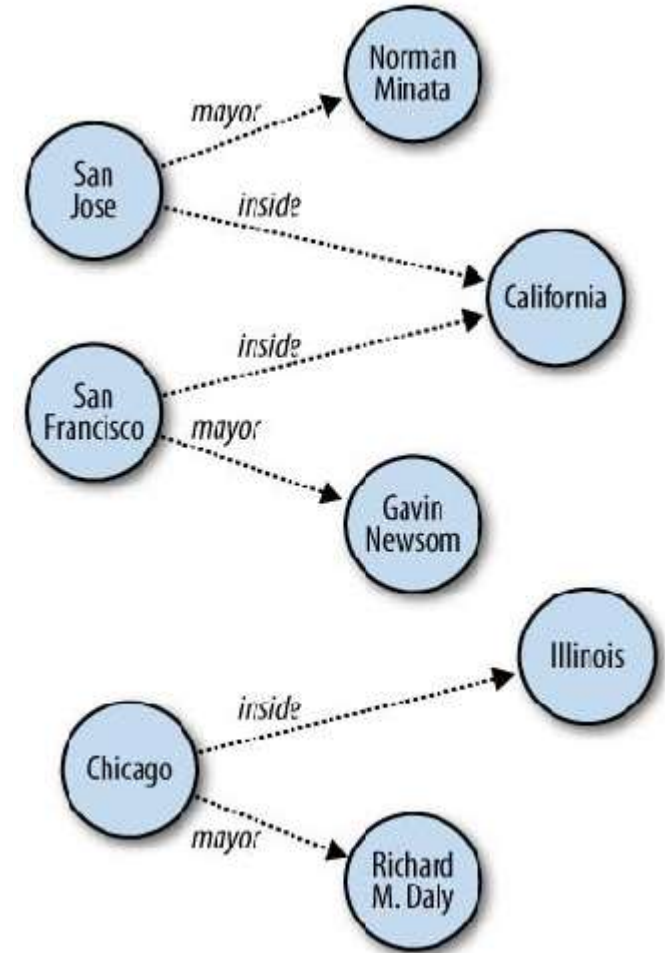 Norman
Minata
mayor
San
Jose
inside
California
inside
San
Francisco
mayor
Gavin
Newsom
Illinois
inside
Chicago
mayor
Richard
M. Daly